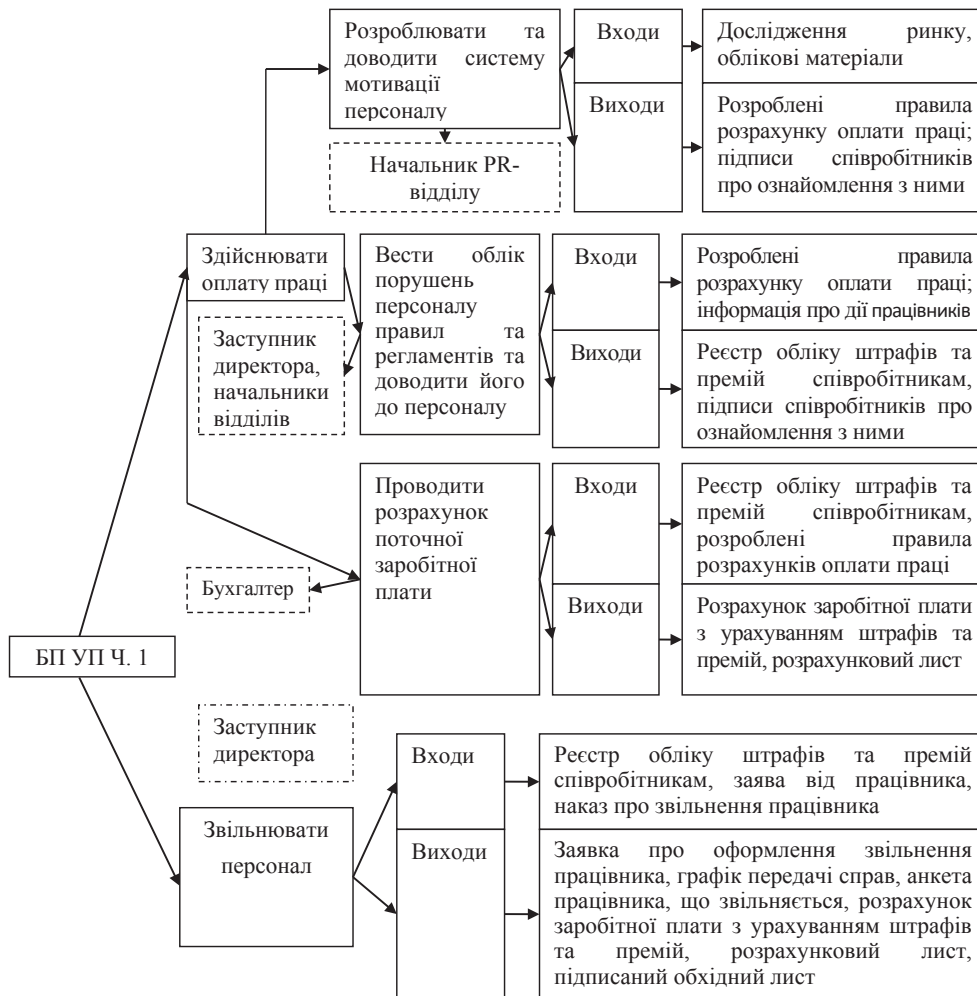 Розроблювати та
доводити систему
мотивації
персоналу
Входи
Дослідження ринку,
облікові матеріали
Виходи
Розроблені правила
розрахунку оплати праці;
підписи співробітників
про ознайомлення з ними
Начальник PR-
відділу
Здійснювати
оплату праці
Вести облік
порушень
персоналу
правил та
регламентів та
доводити його
до персоналу
Входи
Розроблені правила
розрахунку оплати праці;
інформація про дії працівників
Заступник
директора,
начальники
відділів
Виходи
Реєстр обліку штрафів та
премій співробітникам,
підписи співробітників про
ознайомлення з ними
Проводити
розрахунок
поточної
заробітної
плати
Входи
Реєстр обліку штрафів та
премій співробітникам,
розроблені правила
розрахунків оплати праці
Бухгалтер
Виходи
Розрахунок заробітної плати
з урахуванням штрафів та
премій, розрахунковий лист
БП УП Ч. 1
Заступник
директора
Входи
Реєстр обліку штрафів та премій
співробітникам, заява від працівника,
наказ про звільнення працівника
Звільнювати
персонал
Виходи
Заявка про оформлення звільнення
працівника, графік передачі справ, анкета
працівника, що звільняється, розрахунок
заробітної плати з урахуванням штрафів
та премій, розрахунковий лист,
підписаний обхідний лист